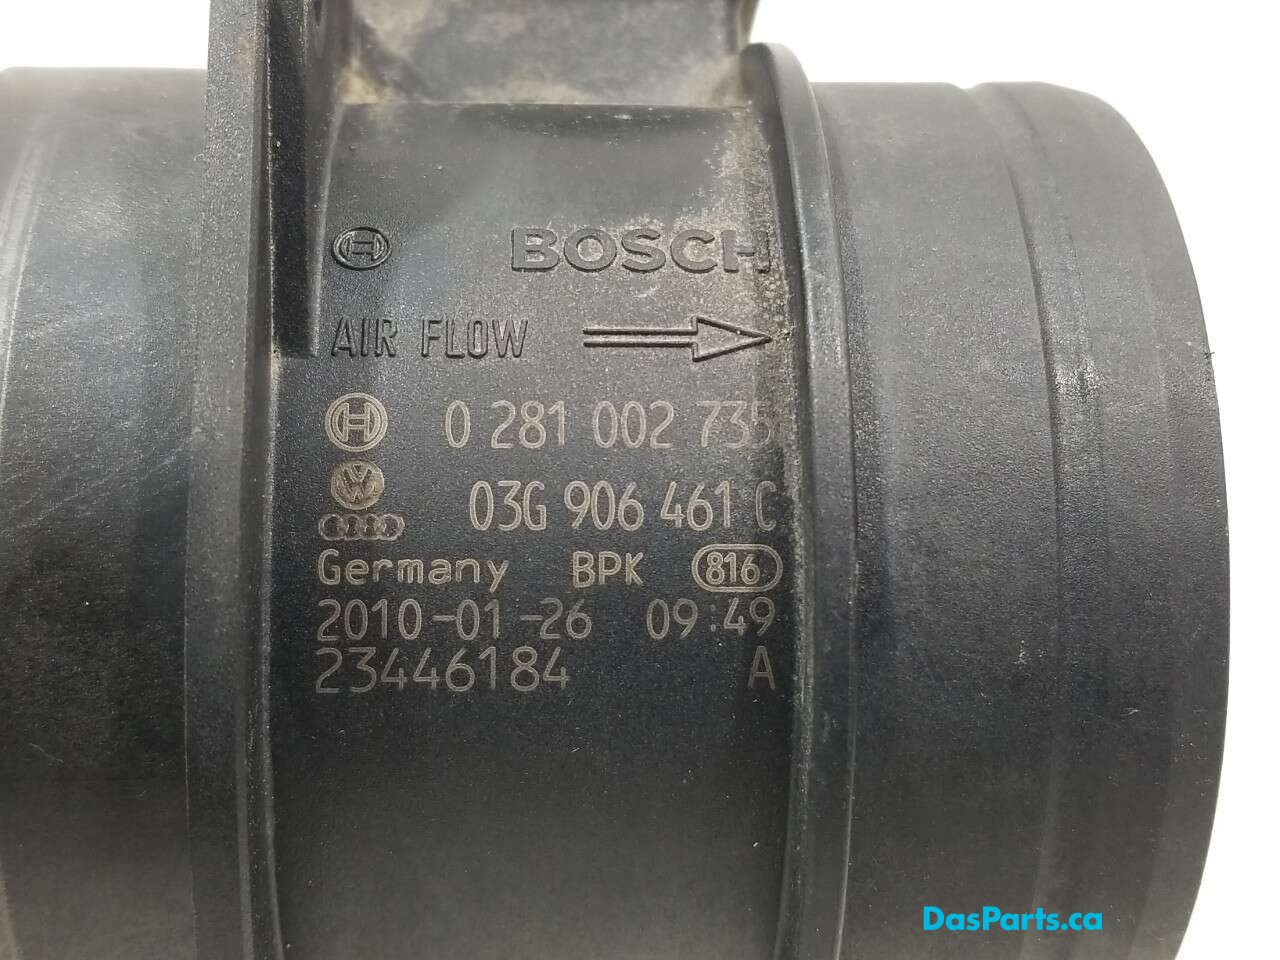 BOSCH
AIR FLOW
0 281 002 735
03G 906 461 C
Germany BPK 816
2010-01-26 09:49
23446184 A
DasParts.ca